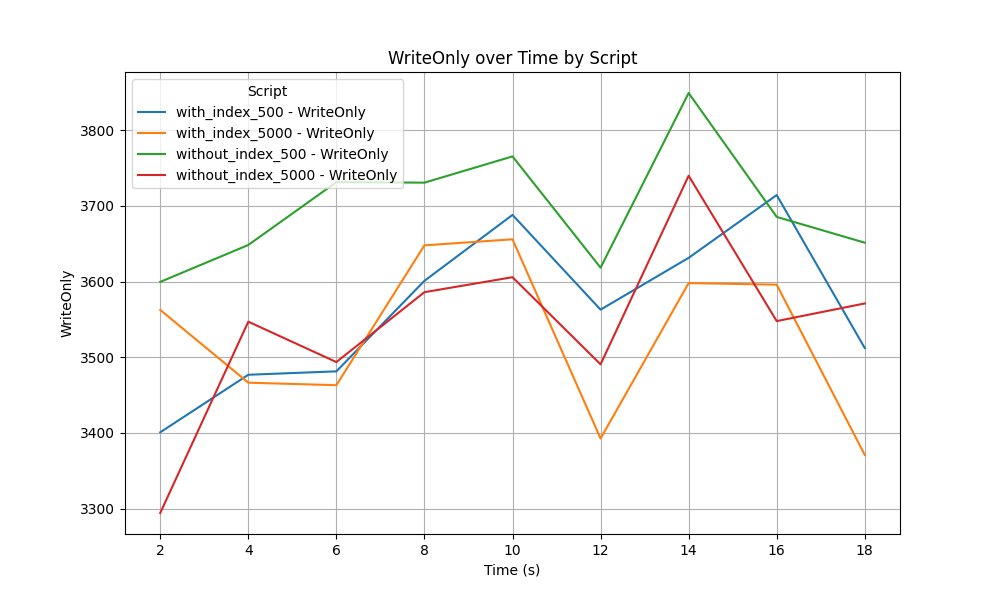 WriteOnly over Time by Script
Script
with_index_500 - WriteOnly
with_index_5000 - WriteOnly
without_index_500 - WriteOnly
without_index_5000 - WriteOnly
WriteOnly
3800
3700
3600
3500
3400
3300
2 4 6 8 10 12 14 16 18
Time (s)